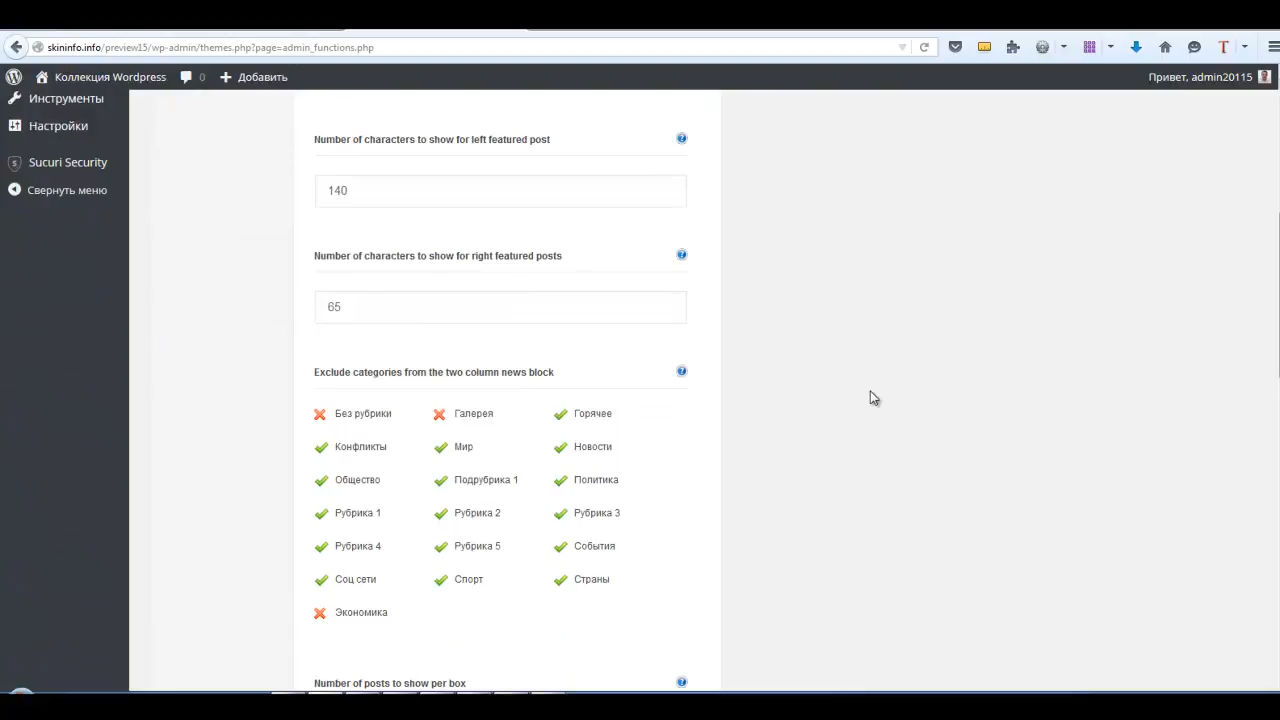 skininfo.info/preview15/wp-admin/themes.php?page=admin_functions.php
Коллекция Wordpress 0 Добавить Привет, admin20115
Инструменты
Настройки
Sucuri Security
Свернуть меню
Number of characters to show for left featured post
140
Number of characters to show for right featured posts
65
Exclude categories from the two column news block
Без рубрики Галерея Горячее
Конфликты Мир Новости
Общество Подрубрика 1 Политика
Рубрика 1 Рубрика 2 Рубрика 3
Рубрика 4 Рубрика 5 События
Соц сети Спорт Страны
Экономика
Number of posts to show per box